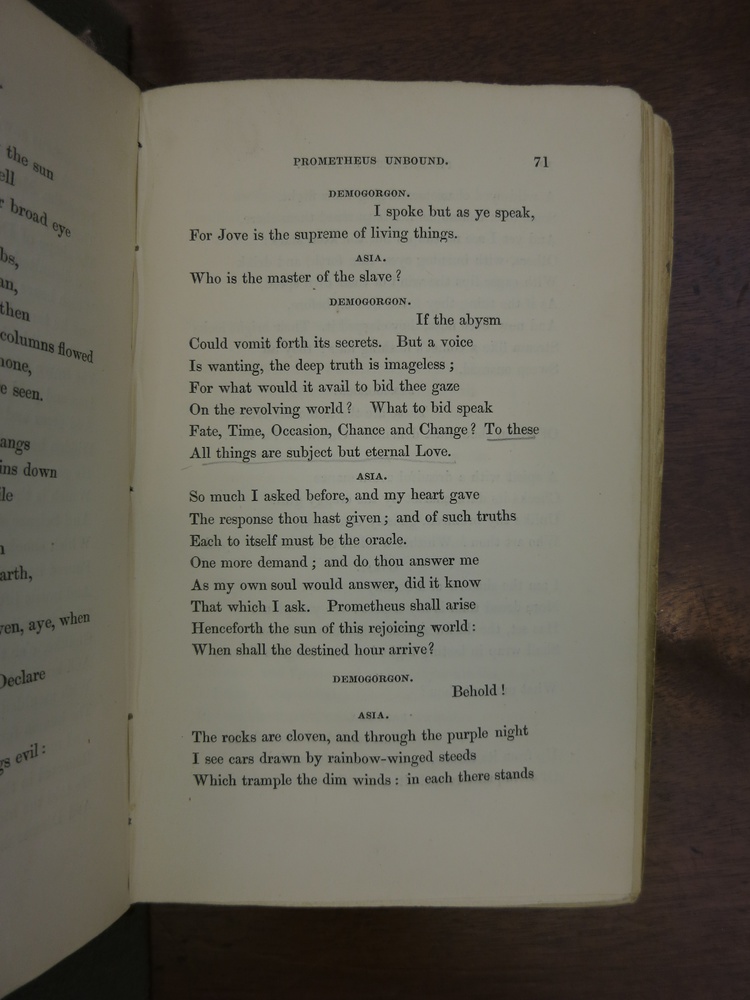 the sun
ell
r broad eye
bs,
an,
then
columns flowed
none,
e seen.
angs
ins down
le
n
arth,
ven, aye, when
Declare
gs evil:
PROMETHEUS UNBOUND. 71
DEMOGORGON.
I spoke but as ye speak,
For Jove is the supreme of living things.
ASIA.
Who is the master of the slave ?
DEMOGORGON.
If the abysm
Could vomit forth its secrets. But a voice
Is wanting, the deep truth is imageless ;
For what would it avail to bid thee gaze
On the revolving world ? What to bid speak
Fate, Time, Occasion, Chance and Change ? To these
All things are subject but eternal Love.
ASIA.
So much I asked before, and my heart gave
The response thou hast given ; and of such truths
Each to itself must be the oracle.
One more demand ; and do thou answer me
As my own soul would answer, did it know
That which I ask. Prometheus shall arise
Henceforth the sun of this rejoicing world :
When shall the destined hour arrive ?
DEMOGORGON.
Behold !
ASIA.
The rocks are cloven, and through the purple night
I see cars drawn by rainbow-winged steeds
Which trample the dim winds : in each there stands